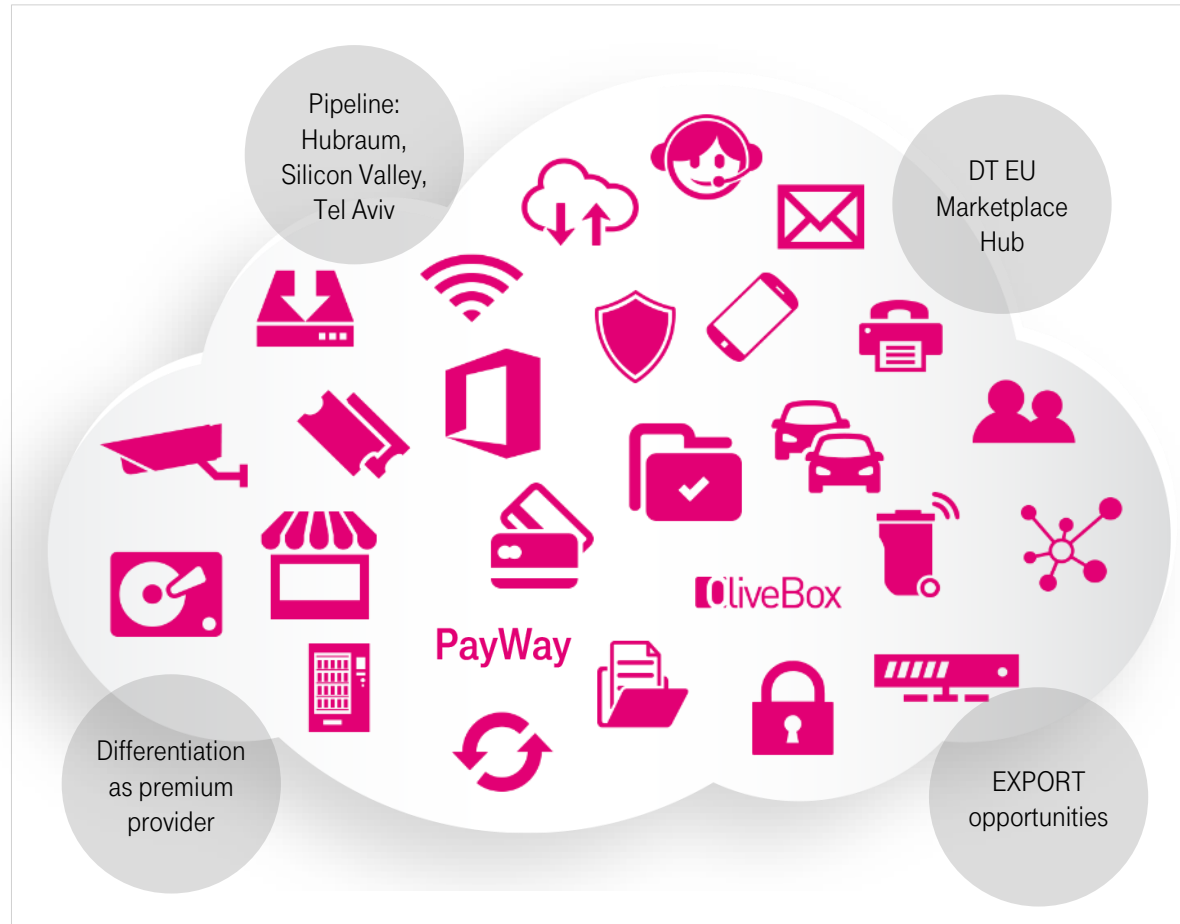 Pipeline:
Hubraum,
Silicon Valley,
Tel Aviv
DT EU
Marketplace
Hub
OliveBox
PayWay
Differentiation
as premium
provider
EXPORT
opportunities